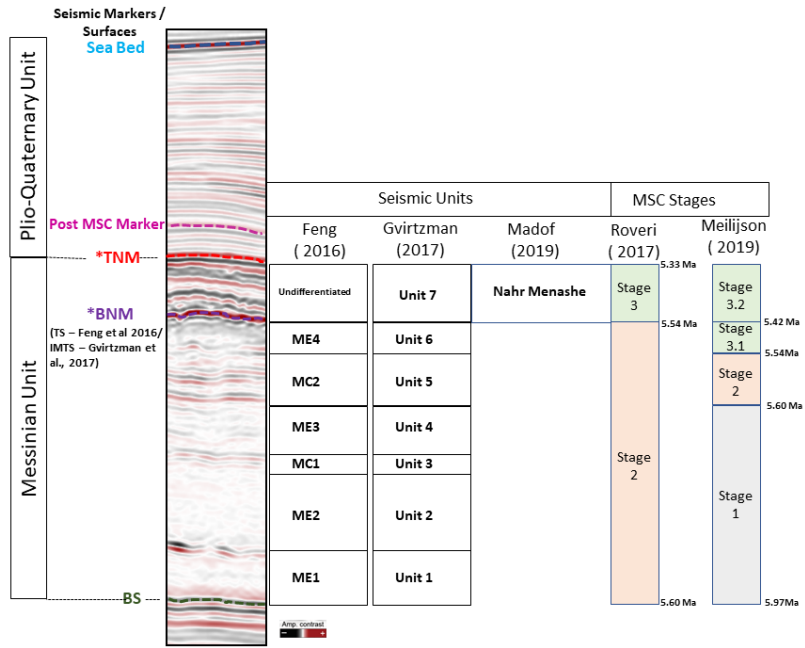 Seismic Markers /
Surfaces
Sea Bed
Plio-Quaternary Unit
Post MSC Marker
*TNM
Messinian Unit
*BNM
(TS – Feng et al 2016/
IMTS – Gvirtzman et
al., 2017)
BS
Seismic Units
MSC Stages
Feng
( 2016)
Gvirtzman
(2017)
Madof
(2019)
Roveri
( 2017)
Meilijson
( 2019)
Undifferentiated
Unit 7
Nahr Menashe
ME4
Unit 6
MC2
Unit 5
ME3
Unit 4
MC1
Unit 3
ME2
Unit 2
ME1
Unit 1
5.33 Ma
Stage
3
5.54 Ma
Stage
2
5.60 Ma
Stage
3.2
5.42 Ma
Stage
3.1
5.54Ma
Stage
2
5.60 Ma
Stage
1
5.97Ma
Amp. contrast
− +